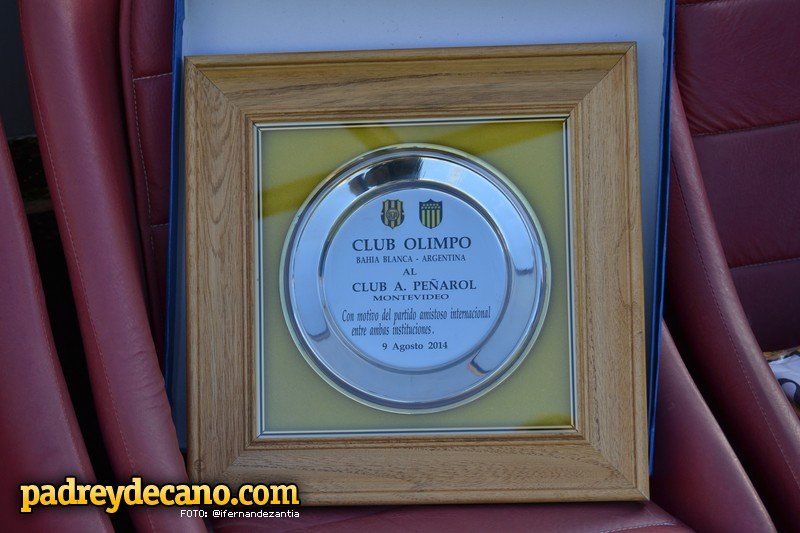 CLUB OLIMPO
BAHIA BLANCA - ARGENTINA
AL
CLUB A. PEÑAROL
MONTEVIDEO
Con motivo del partido amistoso internacional
entre ambas instituciones.
9 Agosto 2014
padreydecano.com
FOTO: @ifernandezantia